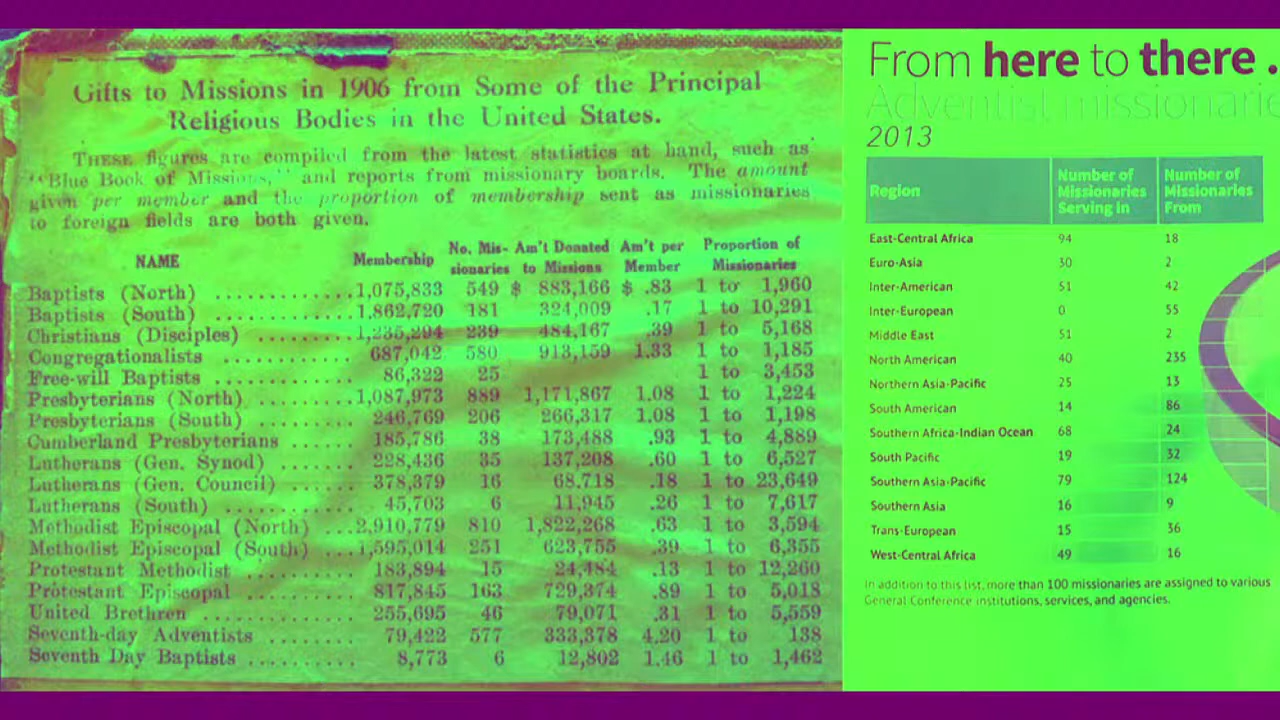 Gifts to Missions in 1906 from Some of the Principal
Religious Bodies in the United States.
THESE figures are compiled from the latest statistics at hand, such as
"Blue Book of Missions," and reports from missionary boards. The amount
given per member and the proportion of membership sent as missionaries
to foreign fields are both given.
NAME Membership No. Mis- sionaries Am't Donated to Missions Am't per Member Proportion of Missionaries
Baptists (North) ............1,075,833 549 $ 883,166 $ .83 1 to 1,960
Baptists (South) ............1,862,720 181 324,009 .17 1 to 10,291
Christians (Disciples) ........1,235,294 239 484,167 .39 1 to 5,168
Congregationalists .......... 687,042 580 913,159 1.33 1 to 1,185
Free-will Baptists ............ 86,322 25 1 to 3,453
Presbyterians (North) ........1,087,973 889 1,171,867 1.08 1 to 1,224
Presbyterians (South) ........ 246,769 206 266,317 1.08 1 to 1,198
Cumberland Presbyterians ...... 185,786 38 173,488 .93 1 to 4,889
Lutherans (Gen. Synod) ....... 228,436 35 137,208 .60 1 to 6,527
Lutherans (Gen. Council) ...... 378,379 16 68.718 .18 1 to 23,649
Lutherans (South) ........... 45,703 6 11,945 .26 1 to 7,617
Methodist Episcopal (North) ...2,910,779 810 1,822,268 .63 1 to 3,594
Methodist Episcopal (South) ...1,595,014 251 623,755 .39 1 to 6,355
Protestant Methodist .......... 183,894 15 24,484 .13 1 to 12,260
Protestant Episcopal .......... 817,845 163 729,374 .89 1 to 5,018
United Brethren .............. 255,695 46 79,071 .31 1 to 5,559
Seventh-day Adventists ........ 79,422 577 333,378 4.20 1 to 138
Seventh Day Baptists .......... 8,773 6 12,802 1.46 1 to 1,462
From here to there .
Adventist missionarie
2013
Region Number of Missionaries Serving In Number of Missionaries From
East-Central Africa 94 18
Euro-Asia 30 2
Inter-American 51 42
Inter-European 0 55
Middle East 51 2
North American 40 235
Northern Asia-Pacific 25 13
South American 14 86
Southern Africa-Indian Ocean 68 24
South Pacific 19 32
Southern Asia-Pacific 79 124
Southern Asia 16 9
Trans-European 15 36
West-Central Africa 49 16
In addition to this list, more than 100 missionaries are assigned to various
General Conference institutions, services, and agencies.